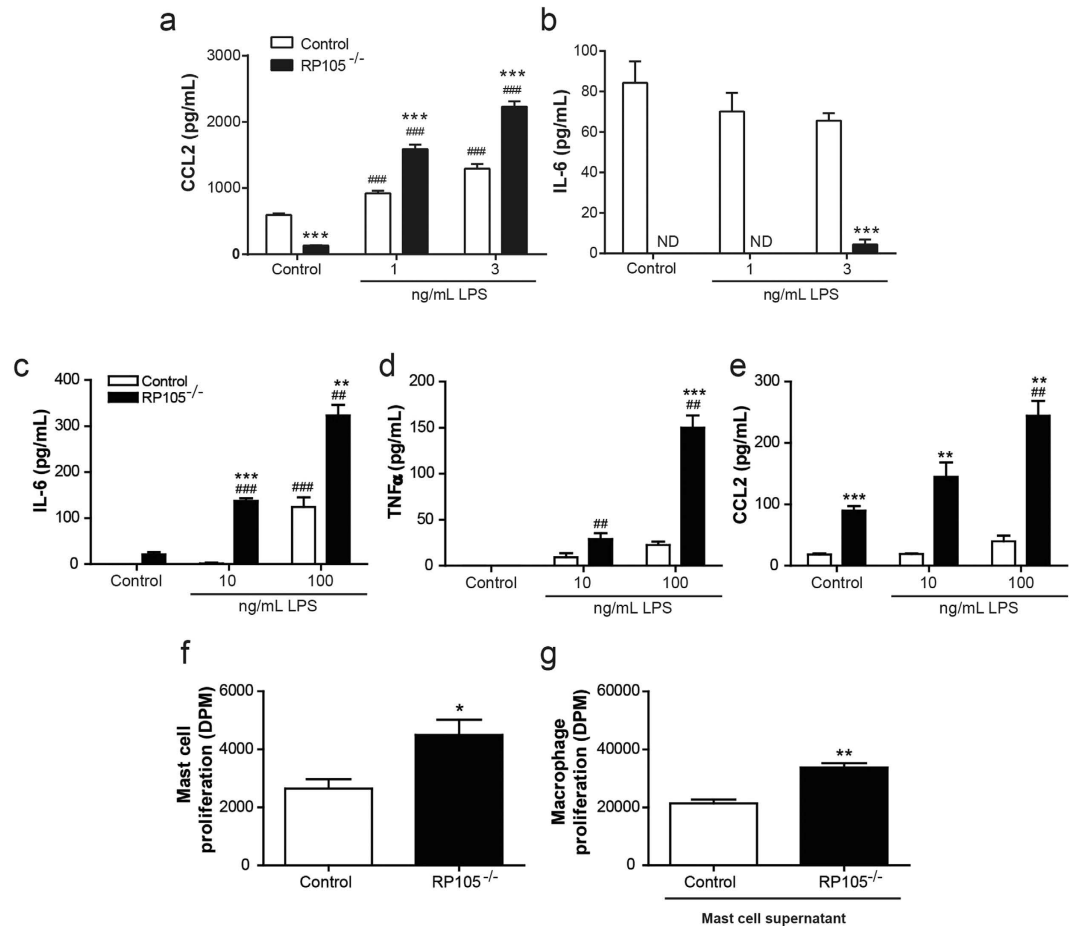 a
Control
RP105 -/-
CCL2 (pg/mL)
3000
2000
1000
0
***
###
***
###
***
###
###
Control
1
3
ng/mL LPS
b
IL-6 (pg/mL)
100
80
60
40
20
0
ND
ND
***
Control
1
3
ng/mL LPS
c
Control
RP105-/-
IL-6 (pg/mL)
400
300
200
100
0
***
###
###
**
##
Control
10
100
ng/mL LPS
d
TNFα (pg/mL)
200
150
100
50
0
##
***
##
Control
10
100
ng/mL LPS
e
CCL2 (pg/mL)
300
200
100
0
***
**
**
##
Control
10
100
ng/mL LPS
f
Mast cell
proliferation (DPM)
6000
4000
2000
0
*
Control
RP105-/-
g
Macrophage
proliferation (DPM)
60000
40000
20000
0
**
Control
RP105-/-
Mast cell supernatant